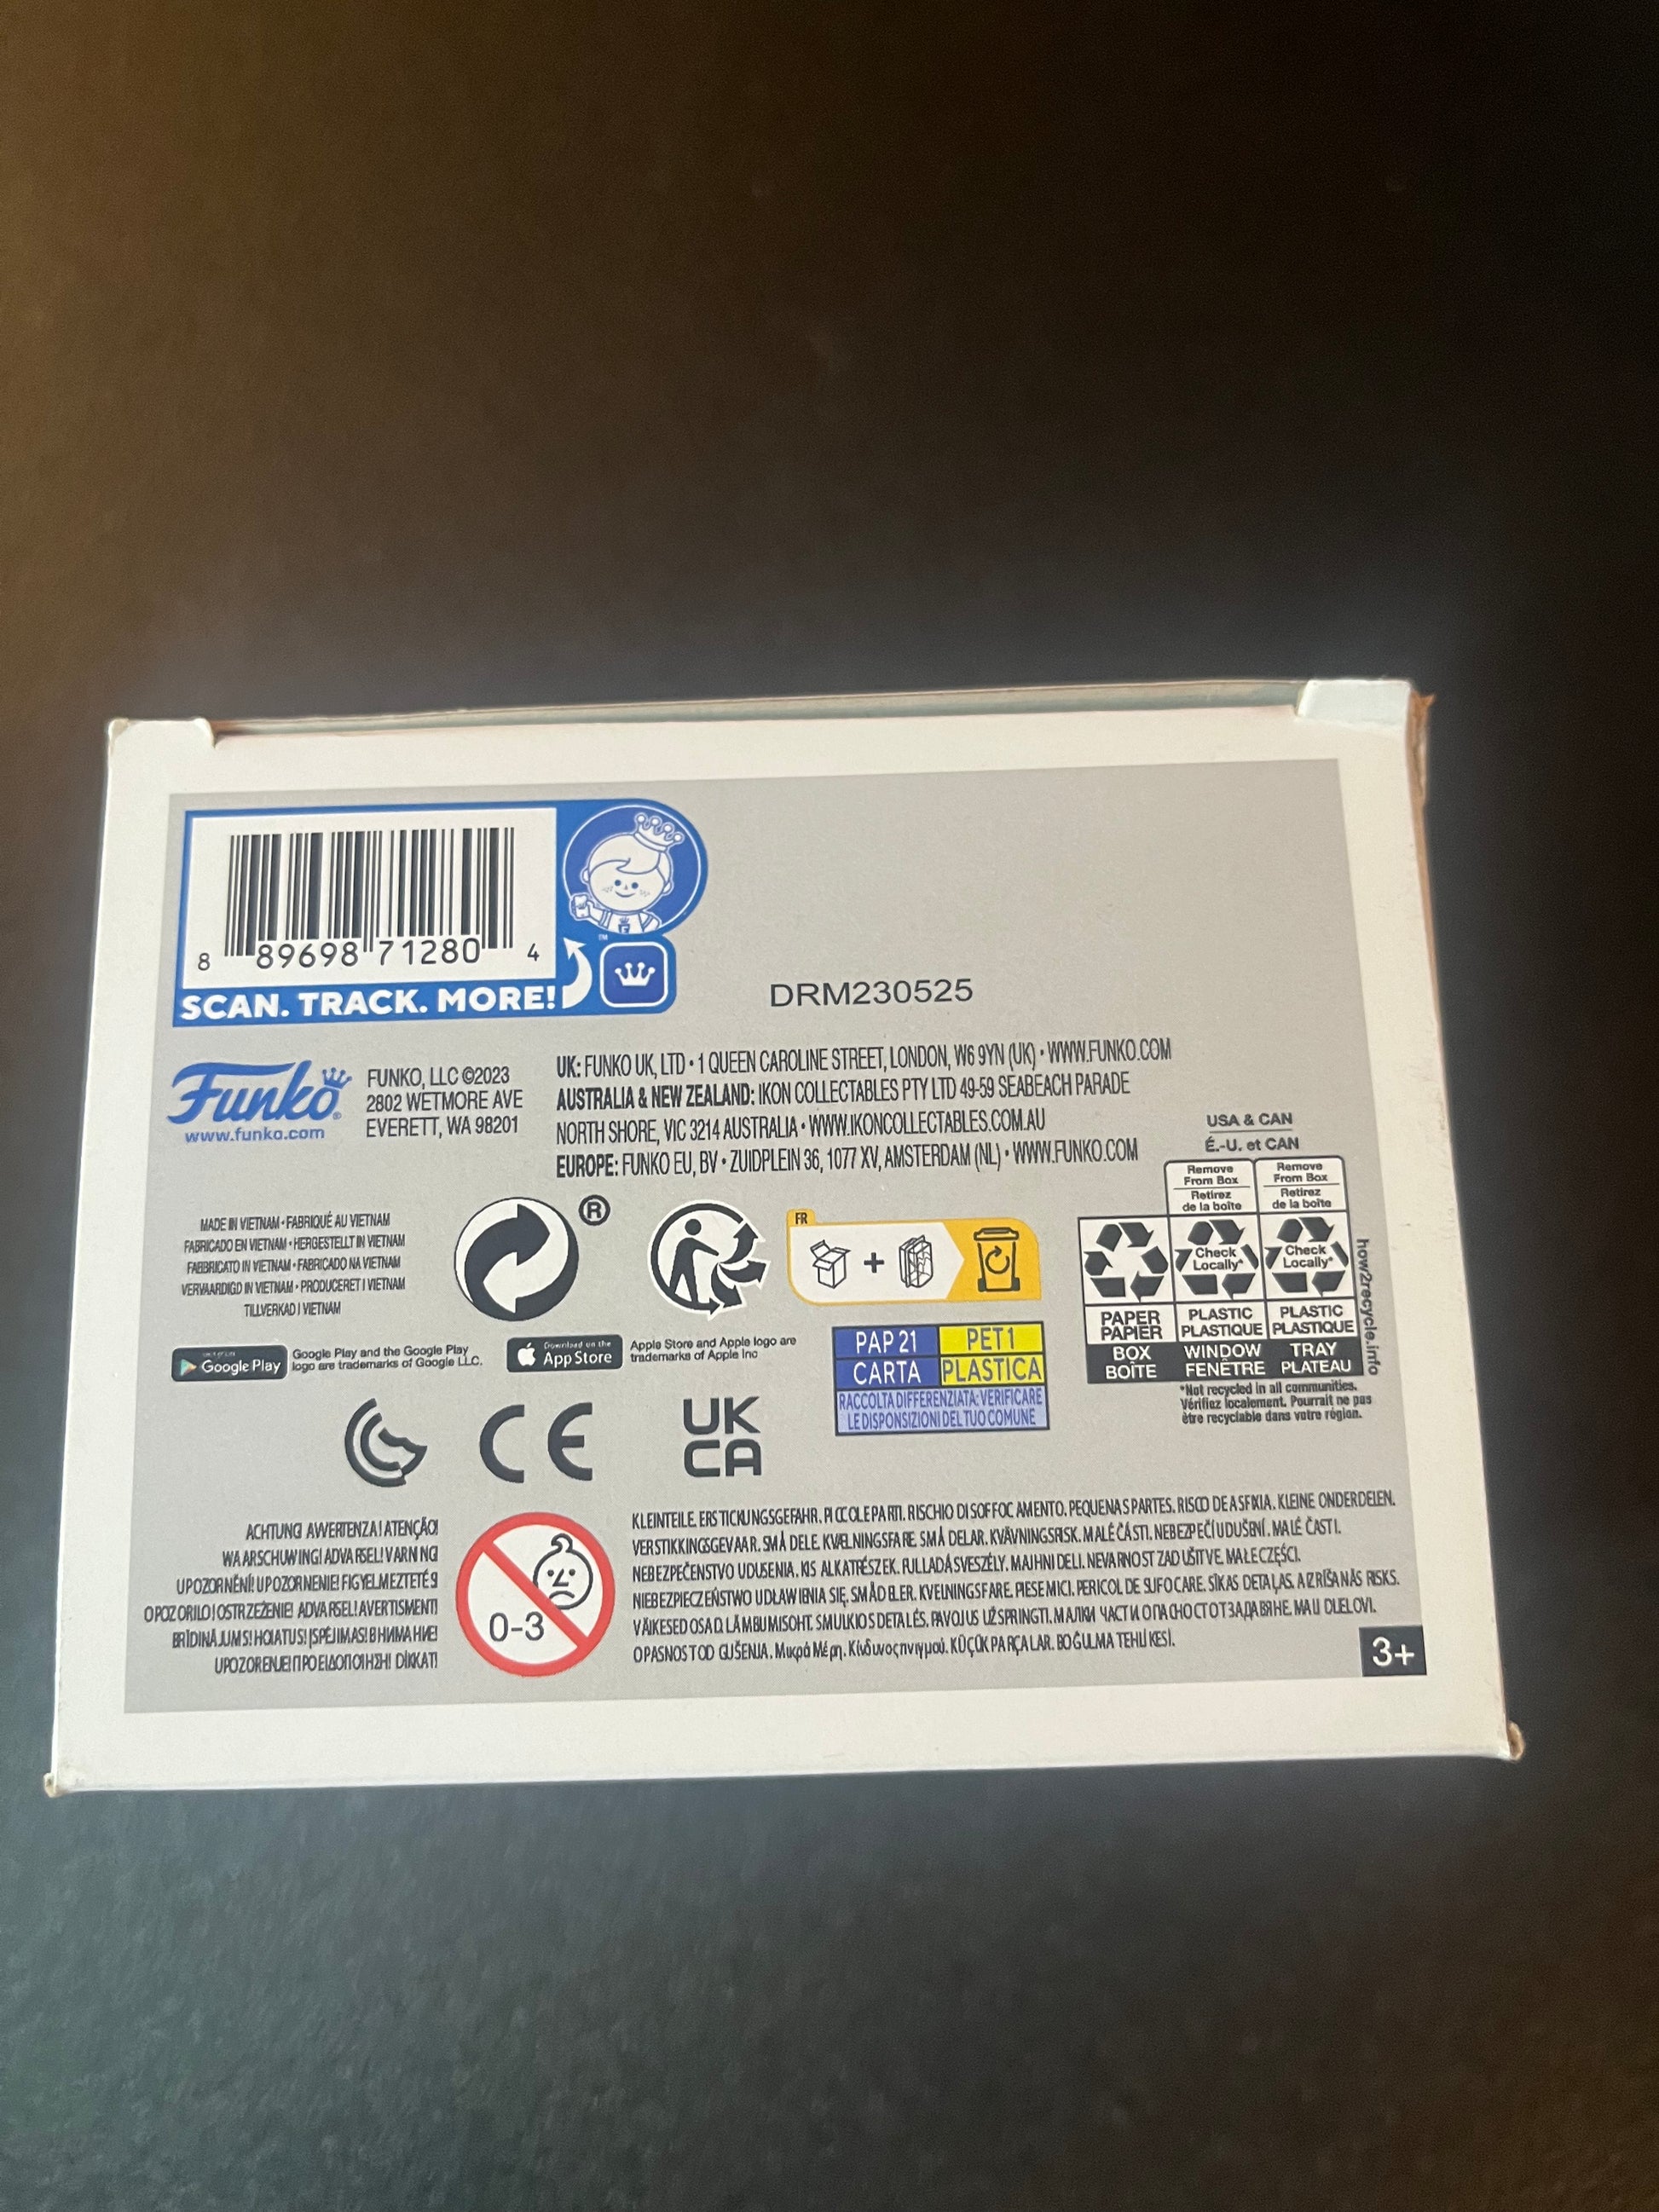 8 89698 71280 4
SCAN. TRACK. MORE!
TM
DRM230525
Funko®
www.funko.com
FUNKO, LLC ©2023
2802 WETMORE AVE
EVERETT, WA 98201
UK: FUNKO UK, LTD • 1 QUEEN CAROLINE STREET, LONDON, W6 9YN (UK) • WWW.FUNKO.COM
AUSTRALIA & NEW ZEALAND: IKON COLLECTABLES PTY LTD 49-59 SEABEACH PARADE
NORTH SHORE, VIC 3214 AUSTRALIA • WWW.IKONCOLLECTABLES.COM.AU
EUROPE: FUNKO EU, BV • ZUIDPLEIN 36, 1077 XV, AMSTERDAM (NL) • WWW.FUNKO.COM
USA & CAN
É.-U. et CAN
Remove
From Box
Retirez
de la boîte
Remove
From Box
Retirez
de la boîte
Check
Locally*
Check
Locally*
PAPER
PAPIER
PLASTIC
PLASTIQUE
PLASTIC
PLASTIQUE
BOX
BOÎTE
WINDOW
FENÊTRE
TRAY
PLATEAU
how2recycle.info
*Not recycled in all communities.
Vérifiez localement. Pourrait ne pas
être recyclable dans votre région.
MADE IN VIETNAM • FABRIQUÉ AU VIETNAM
FABRICADO EN VIETNAM • HERGESTELLT IN VIETNAM
FABBRICATO IN VIETNAM • FABRICADO NA VIETNAM
VERVAARDIGD IN VIETNAM • PRODUCERET I VIETNAM
TILLVERKAD I VIETNAM
®
FR
Google Play
Google Play and the Google Play
logo are trademarks of Google LLC.
Download on the
App Store
Apple Store and Apple logo are
trademarks of Apple Inc
PAP 21
CARTA
PET1
PLASTICA
RACCOLTA DIFFERENZIATA: VERIFICARE
LE DISPOSIZIONI DEL TUO COMUNE
CE
UK
CA
ACHTUNG! AVVERTENZA! ATENÇÃO!
WAARSCHUWING! ADVARSEL! VARNING
UPOZORNĚNÍ! UPOZORNENIE! FIGYELMEZTETÉS
OPOZORILO! OSTRZEŻENIE! ADVARSEL! AVERTISMENT!
BRĪDINĀJUMS! HOIATUS! ĮSPĖJIMAS! ВНИМАНИЕ!
UPOZORENJE! ΠΡΟΕΙΔΟΠΟΙΗΣΗ! DİKKAT!
0-3
KLEINTEILE. ERSTICKUNGSGEFAHR. PICCOLE PARTI. RISCHIO DI SOFFOCAMENTO. PEQUENAS PARTES. RISCO DE ASFIXIA. KLEINE ONDERDELEN.
VERSTIKKINGSGEVAAR. SMÅ DELE. KVÆLNINGSFARE. SMÅ DELAR. KVÄVNINGSRISK. MALÉ ČÁSTI. NEBEZPEČÍ UDUŠENÍ. MALÉ ČASTI.
NEBEZPEČENSTVO UDUSENIA. KIS ALKATRÉSZEK. FULLADÁSVESZÉLY. MAJHNI DELI. NEVARNOST ZADUŠITVE. MAŁE CZĘŚCI.
NIEBEZPIECZEŃSTWO UDŁAWIENIA SIĘ. SMÅ DELER. KVELNINGSFARE. PIESE MICI. PERICOL DE SUFOCARE. SĪKAS DETAĻAS. AIZRĪŠANĀS RISKS.
VÄIKESED OSAD. LÄMBUMISOHT. SMULKIOS DETALĖS. PAVOJUS UŽSPRINGTI. МАЛКИ ЧАСТИ ОПАСНОСТ ОТ ЗАДАВЯНЕ. MALI DIJELOVI.
OPASNOST OD GUŠENJA. Μικρά Μέρη. Κίνδυνος πνιγμού. KÜÇÜK PARÇALAR. BOĞULMA TEHLİKESİ.
3+